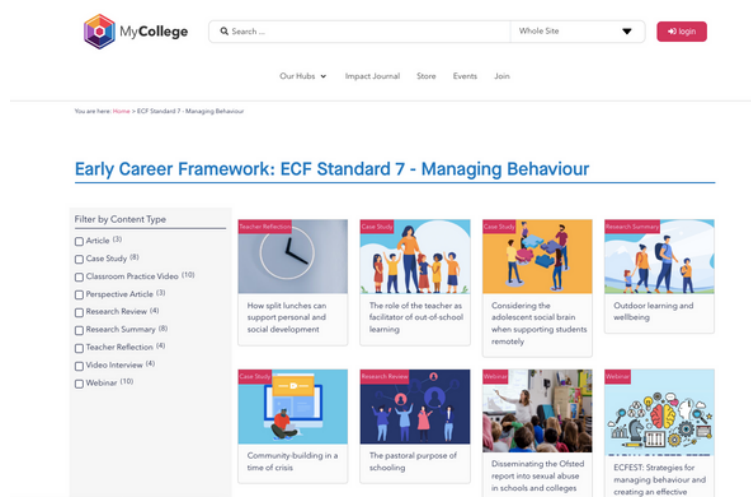 MyCollege
Search ...
Whole Site
login
Our Hubs
Impact Journal
Store
Events
Join
You are here: Home > ECF Standard 7 - Managing Behaviour
Early Career Framework: ECF Standard 7 - Managing Behaviour
Filter by Content Type
Article (3)
Case Study (8)
Classroom Practice Video (10)
Perspective Article (3)
Research Review (4)
Research Summary (8)
Teacher Reflection (4)
Video Interview (4)
Webinar (10)
Teacher Reflection
How split lunches can
support personal and
social development
Case Study
The role of the teacher as
facilitator of out-of-school
learning
Case Study
Considering the
adolescent social brain
when supporting students
remotely
Research Summary
Outdoor learning and
wellbeing
Case Study
Community-building in a
time of crisis
Research Review
The pastoral purpose of
schooling
Webinar
Disseminating the Ofsted
report into sexual abuse
in schools and colleges
Webinar
ECFEST: Strategies for
managing behaviour and
creating an effective